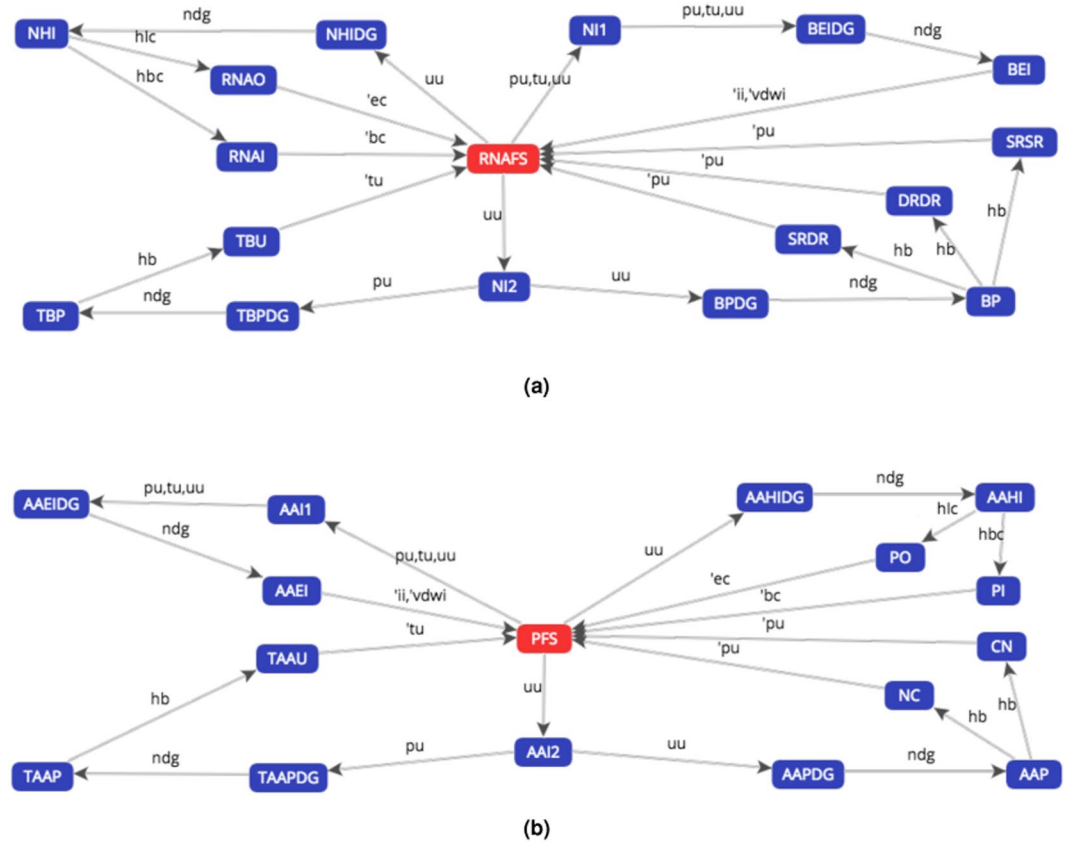 ndg
pu,tu,uu
NHI
hlc
NHIDG
NI1
BEIDG
ndg
RNAO
hbc
uu
pu,tu,uu
BEI
'ec
'ii,'vdwi
RNAI
'bc
RNAFS
'pu
SRSR
'pu
'tu
'pu
DRDR
uu
hb
TBU
SRDR
hb
hb
hb
NI2
uu
ndg
pu
BPDG
BP
TBP
ndg
TBPDG
(a)
AAEIDG
pu,tu,uu
AAI1
AAHIDG
ndg
AAHI
hlc
ndg
hbc
pu,tu,uu
uu
PO
AAEI
'ii,'vdwi
'ec
PI
'bc
'tu
PFS
'pu
CN
TAAU
'pu
uu
NC
hb
hb
hb
AAI2
uu
pu
ndg
TAAP
ndg
TAAPDG
AAPDG
AAP
(b)